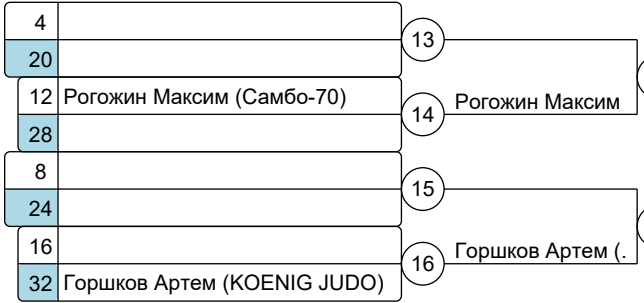 4
13
20
12 Рогожин Максим (Самбо-70)
14 Рогожин Максим
28
8
15
24
16
16 Горшков Артем (.
32 Горшков Артем (KOENIG JUDO)